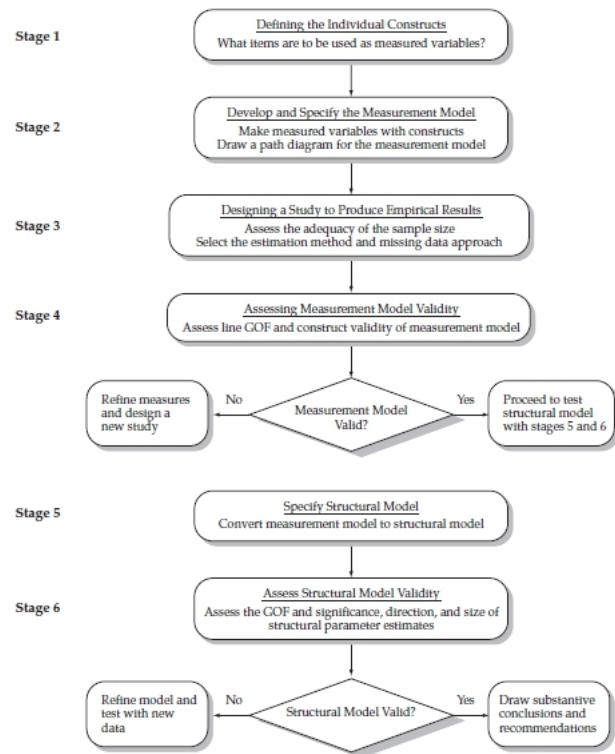 Stage 1
Defining the Individual Constructs
What items are to be used as measured variables?
Stage 2
Develop and Specify the Measurement Model
Make measured variables with constructs
Draw a path diagram for the measurement model
Stage 3
Designing a Study to Produce Empirical Results
Assess the adequacy of the sample size
Select the estimation method and missing data approach
Stage 4
Assessing Measurement Model Validity
Assess line GOF and construct validity of measurement model
Refine measures
and design a
new study
No
Measurement Model
Valid?
Yes
Proceed to test
structural model
with stages 5 and 6
Stage 5
Specify Structural Model
Convert measurement model to structural model
Stage 6
Assess Structural Model Validity
Assess the GOF and significance, direction, and size of
structural parameter estimates
Refine model and
test with new
data
No
Structural Model Valid?
Yes
Draw substantive
conclusions and
recommendations